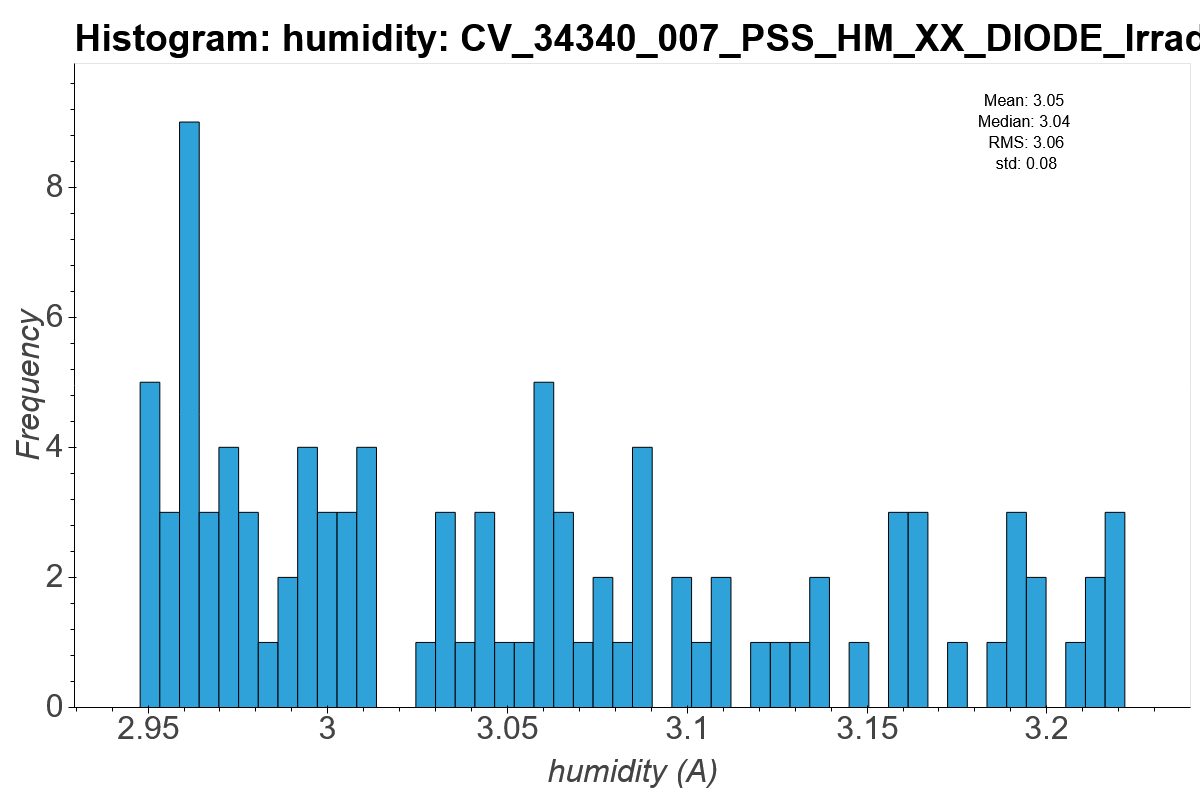 Histogram: humidity: CV_34340_007_PSS_HM_XX_DIODE_Irrad
Mean: 3.05
Median: 3.04
RMS: 3.06
std: 0.08
Frequency
8
6
4
2
0
2.95 3 3.05 3.1 3.15 3.2
humidity (A)